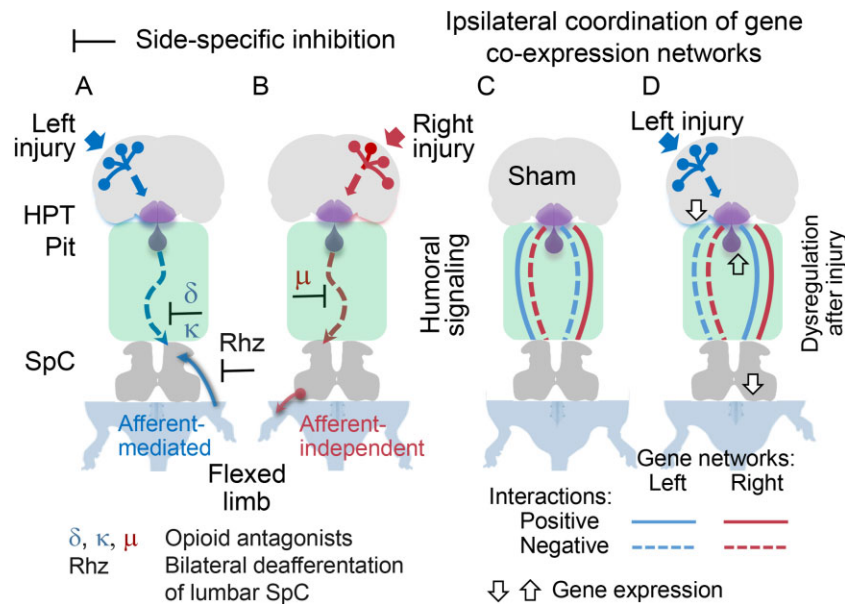 Side-specific inhibition
Ipsilateral coordination of gene
co-expression networks
A
B
C
D
Left
injury
Right
injury
Sham
Left injury
HPT
Pit
δ
κ
μ
Humoral
signaling
Dysregulation
after injury
SpC
Rhz
Afferent-
mediated
Afferent-
independent
Flexed
limb
Gene networks:
Left Right
Interactions:
Positive
Negative
δ, κ, μ Opioid antagonists
Rhz Bilateral deafferentation
of lumbar SpC
Gene expression